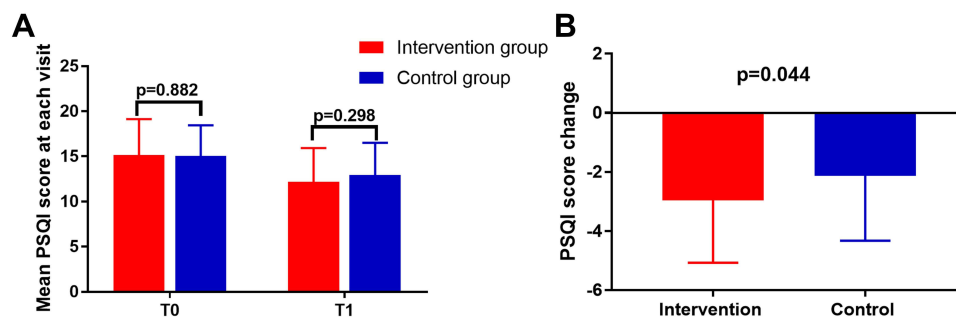 A
Mean PSQI score at each visit
Intervention group
Control group
25
20
15
10
5
0
p=0.882
p=0.298
T0
T1
B
PSQI score change
2
0
-2
-4
-6
p=0.044
Intervention
Control